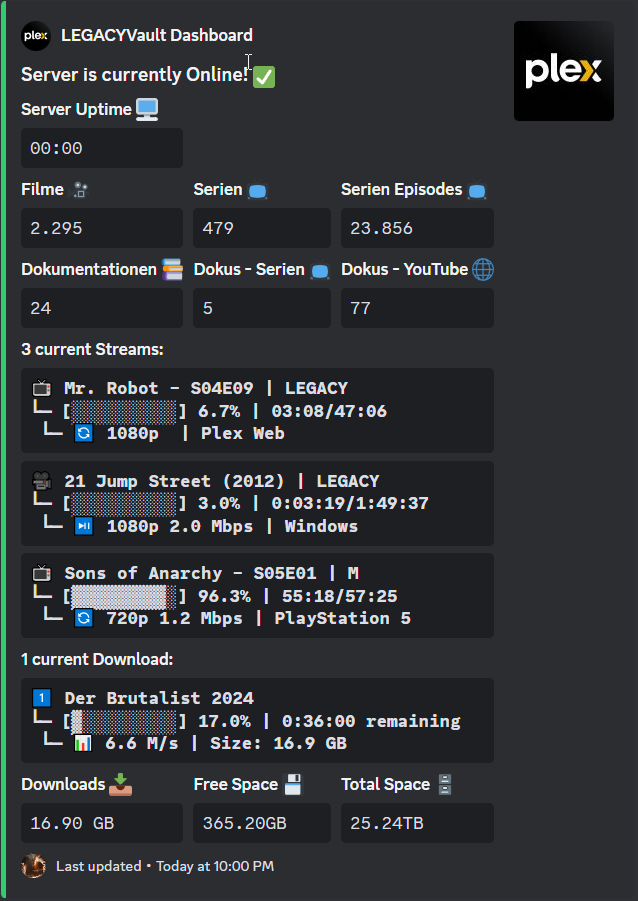 plex LEGACYVault Dashboard
plex
Server is currently Online! ✅
Server Uptime 🖥️
00:00
Filme Serien Serien Episodes
2.295 479 23.856
Dokumentationen 📚 Dokus - Serien Dokus - YouTube 🌐
24 5 77
3 current Streams:
📺 Mr. Robot - S04E09 | LEGACY
└─ [░░░░░░░░░░] 6.7% | 03:08/47:06
└─ 🔄 1080p | Plex Web
🎥 21 Jump Street (2012) | LEGACY
└─ [░░░░░░░░░░] 3.0% | 0:03:19/1:49:37
└─ ⏯️ 1080p 2.0 Mbps | Windows
📺 Sons of Anarchy - S05E01 | M
└─ [▓▓▓▓▓▓▓▓▓░] 96.3% | 55:18/57:25
└─ 🔄 720p 1.2 Mbps | PlayStation 5
1 current Download:
1️⃣ Der Brutalist 2024
└─ [▓░░░░░░░░░] 17.0% | 0:36:00 remaining
└─ 📊 6.6 M/s | Size: 16.9 GB
Downloads 📥 Free Space 💾 Total Space 🗄️
16.90 GB 365.20GB 25.24TB
Last updated • Today at 10:00 PM